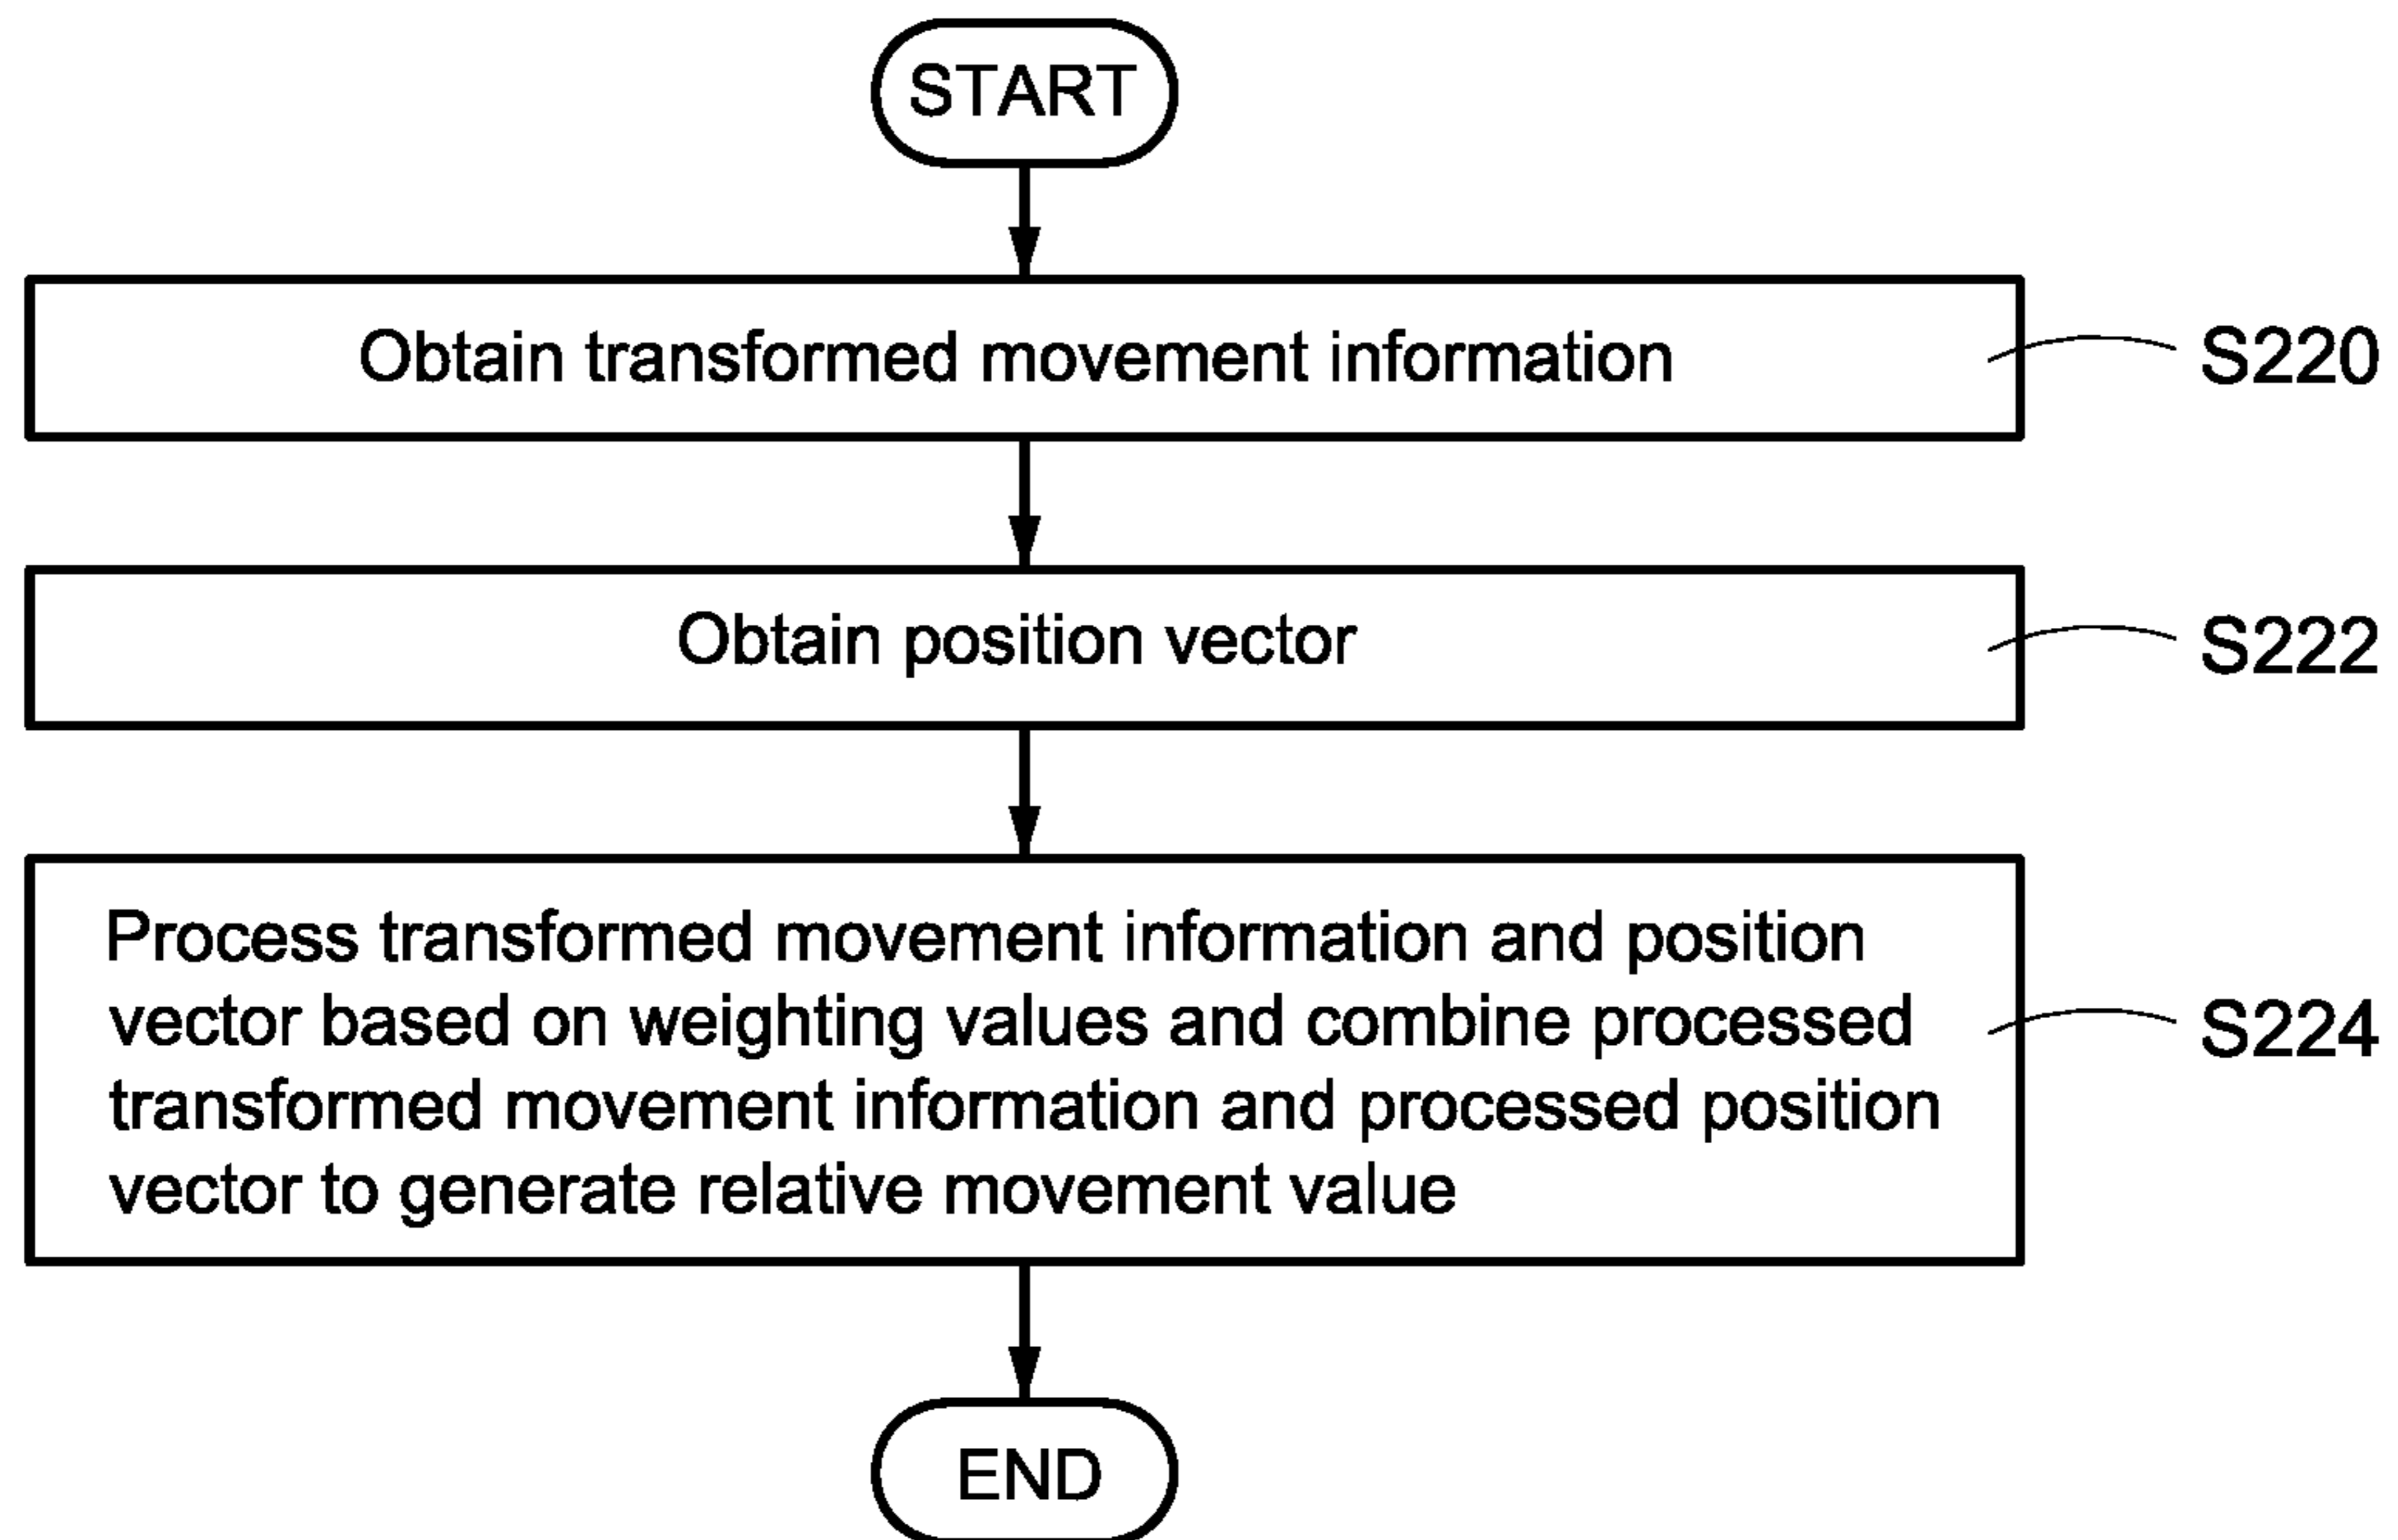 START
Obtain transformed movement information
S220
Obtain position vector
S222
Process transformed movement information and position
vector based on weighting values and combine processed
transformed movement information and processed position
vector to generate relative movement value
S224
END